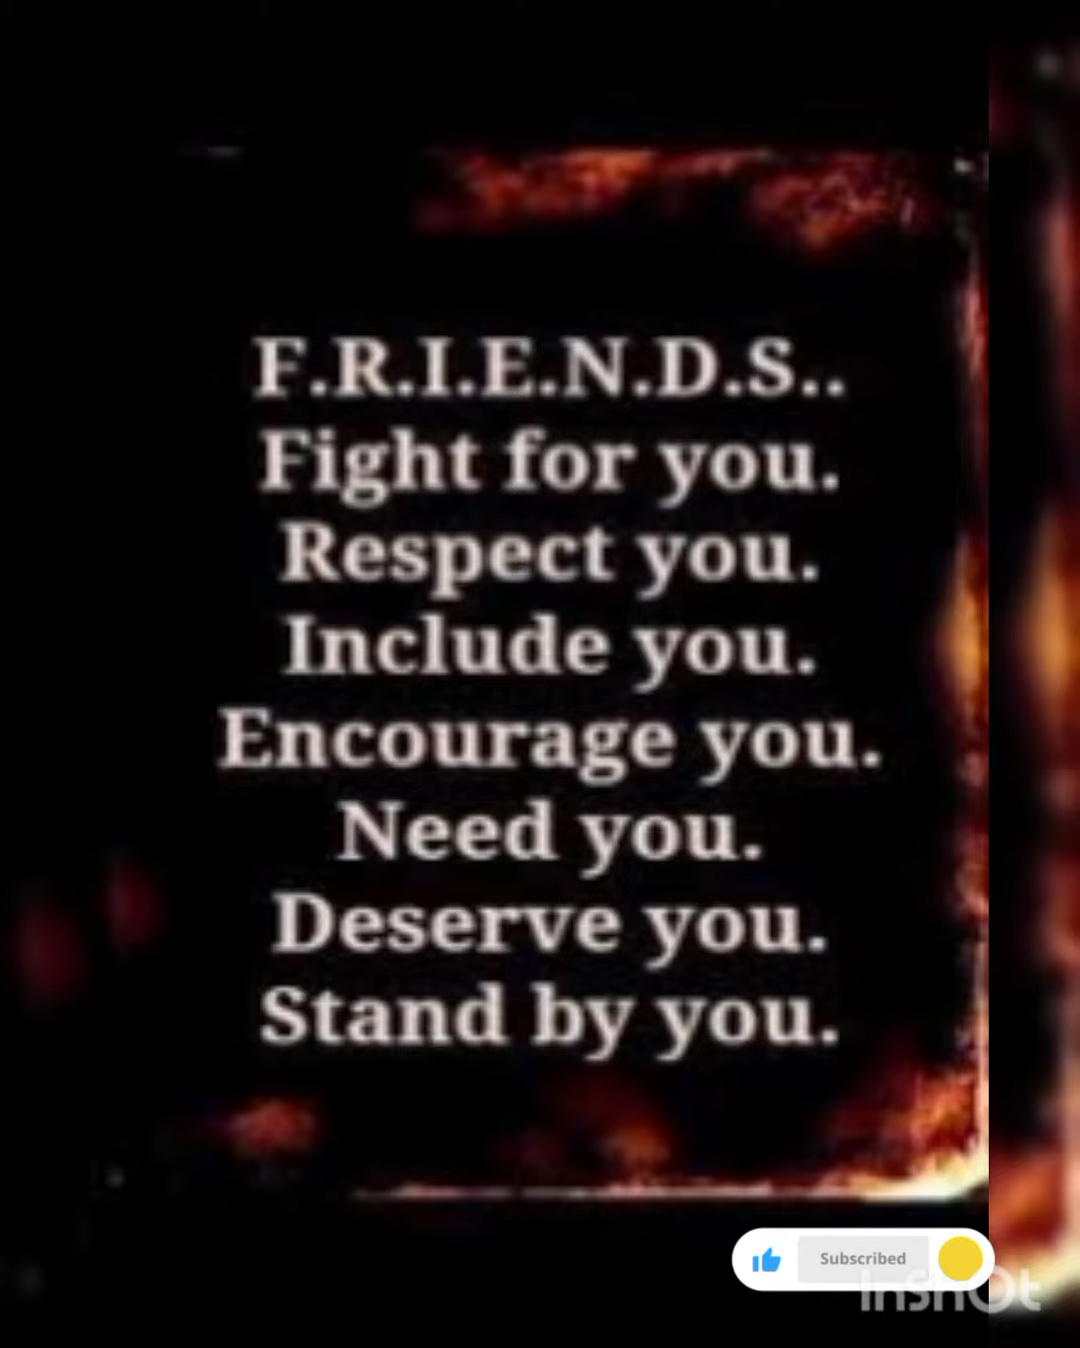 F.R.I.E.N.D.S..
Fight for you.
Respect you.
Include you.
Encourage you.
Need you.
Deserve you.
Stand by you.
Subscribed
InShOt